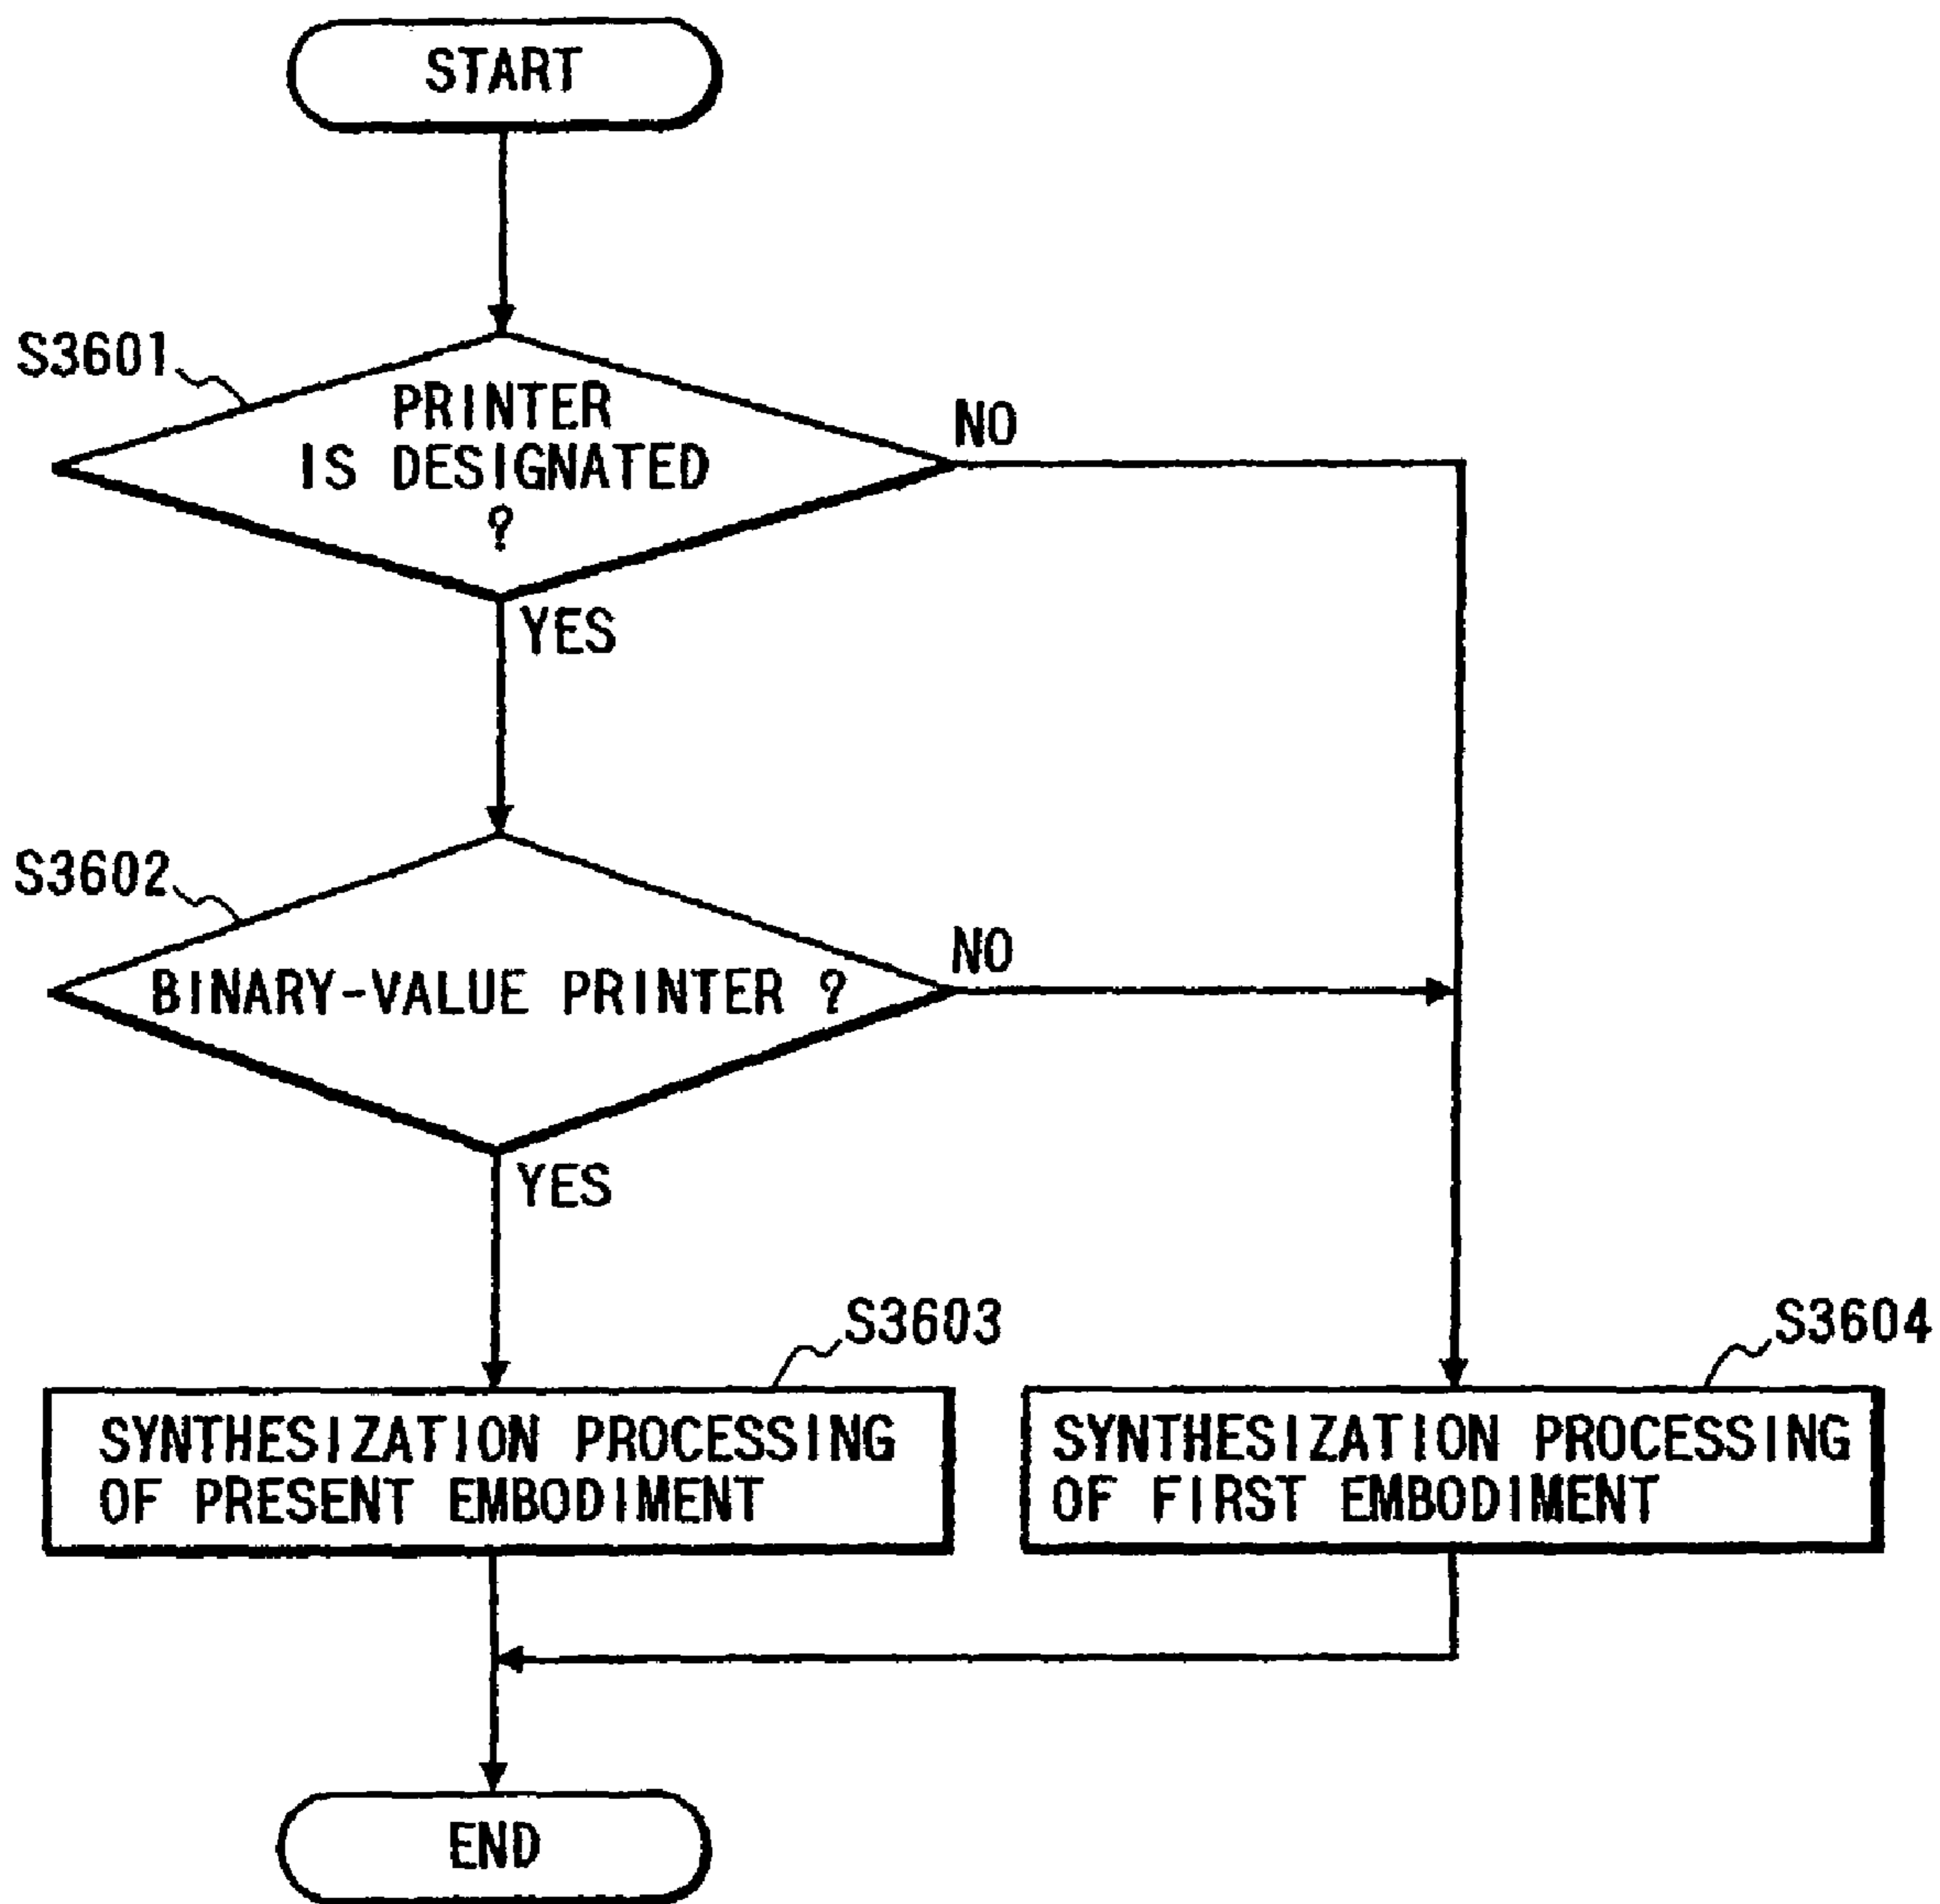 START
S3601
PRINTER
IS DESIGNATED
?
NO
YES
S3602
BINARY-VALUE PRINTER ?
NO
YES
S3603
SYNTHESIZATION PROCESSING
OF PRESENT EMBODIMENT
S3604
SYNTHESIZATION PROCESSING
OF FIRST EMBODIMENT
END